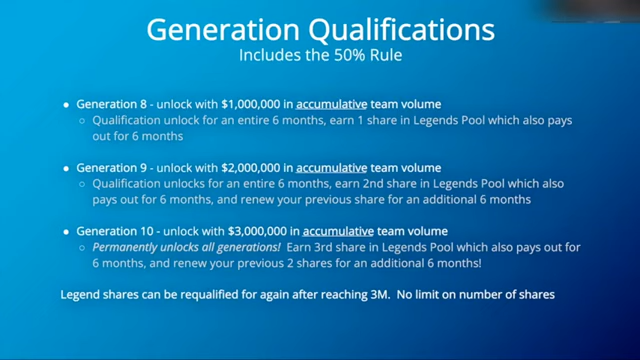 Generation Qualifications
Includes the 50% Rule
● Generation 8 - unlock with $1,000,000 in accumulative team volume
○ Qualification unlock for an entire 6 months, earn 1 share in Legends Pool which also pays
out for 6 months
● Generation 9 - unlock with $2,000,000 in accumulative team volume
○ Qualification unlocks for an entire 6 months, earn 2nd share in Legends Pool which also
pays out for 6 months, and renew your previous share for an additional 6 months
● Generation 10 - unlock with $3,000,000 in accumulative team volume
○ Permanently unlocks all generations! Earn 3rd share in Legends Pool which also pays out for
6 months, and renew your previous 2 shares for an additional 6 months!
Legend shares can be requalified for again after reaching 3M. No limit on number of shares